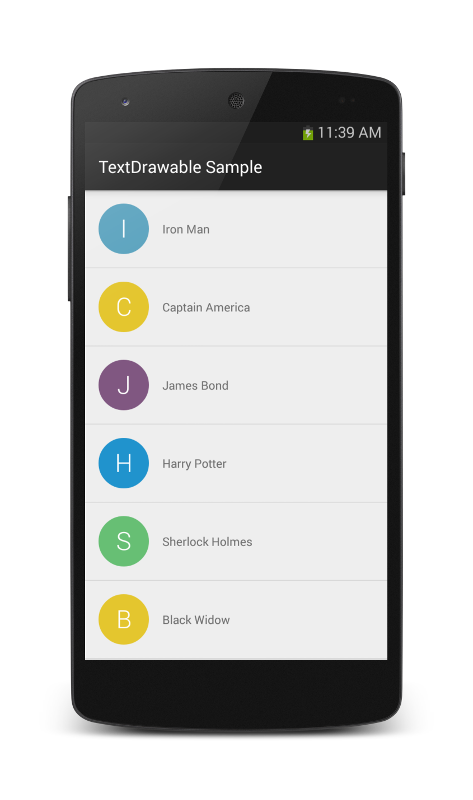 11:39 AM
TextDrawable Sample
I Iron Man
C Captain America
J James Bond
H Harry Potter
S Sherlock Holmes
B Black Widow